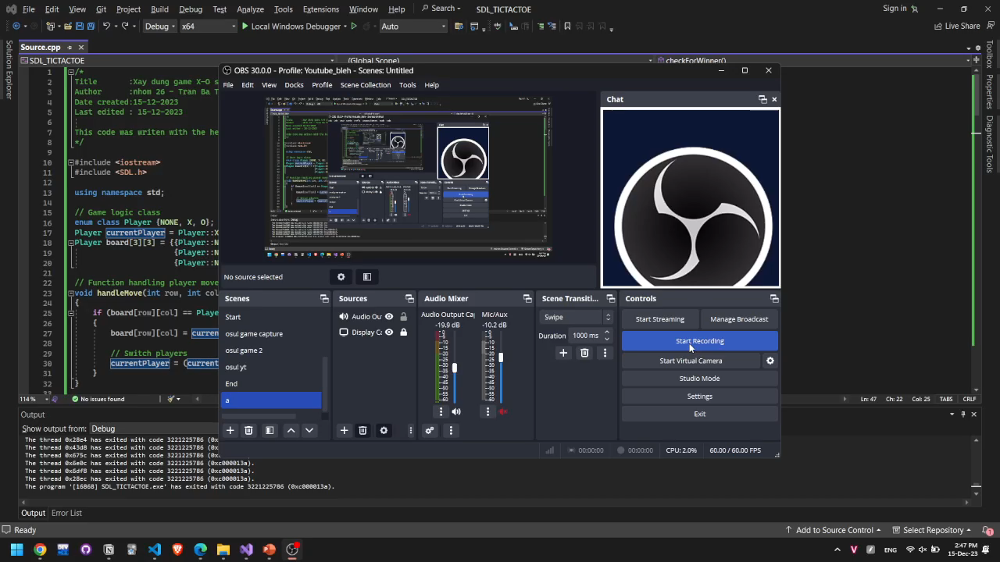 File Edit View Git Project Build Debug Test Analyze Tools Extensions Window Help Search SDL_TICTACTOE Sign in
Debug x64 Local Windows Debugger Auto Live Share
Source.cpp
SDL_TICTACTOE (Global Scope) checkForWinner()
Solution Explorer
Toolbox
Properties
Diagnostic Tools
1 /*
2 Title :Xay dung game X-O s
3 Author :nhom 26 - Tran Ba T
4 Date created:15-12-2023
5 Last edited : 15-12-2023
6
7 This code was writen with the he
8 */
9
10 #include <iostream>
11 #include <SDL.h>
12
13 using namespace std;
14
15 // Game logic class
16 enum class Player {NONE, X, O};
17 Player currentPlayer = Player::X
18 Player board[3][3] = {{Player::N
19 {Player::N
20 {Player::N
21
22 // Function handling player move
23 void handleMove(int row, int col
24 {
25 if (board[row][col] == Playe
26 {
27 board[row][col] = curren
28
29 // Switch players
30 currentPlayer = (current
31 }
32 }
114 % No issues found Ln: 47 Ch: 22 Col: 25 TABS CRLF
Output
Show output from: Debug
The thread 0x28e4 has exited with code 3221225786 (0x
The thread 0x43d8 has exited with code 3221225786 (0x
The thread 0x675c has exited with code 3221225786 (0x
The thread 0x6e0c has exited with code 3221225786 (0xc000013a).
The thread 0x6df8 has exited with code 3221225786 (0xc000013a).
The thread 0x28ec has exited with code 3221225786 (0xc000013a).
The program '[16868] SDL_TICTACTOE.exe' has exited with code 3221225786 (0xc000013a).
Output Error List
Ready Add to Source Control Select Repository 1
OBS 30.0.0 - Profile: Youtube_bleh - Scenes: Untitled
File Edit View Docks Profile Scene Collection Tools Help
Chat
No source selected
Scenes
Start
osu! game capture
osu! game 2
osu! yt
End
a
Sources
Audio Ou
Display Ca
Audio Mixer
Audio Output Ca
-19.9 dB
Mic/Aux
-10.2 dB
Scene Transiti...
Swipe
Duration 1000 ms
Controls
Start Streaming Manage Broadcast
Start Recording
Start Virtual Camera
Studio Mode
Settings
Exit
00:00:00 00:00:00 CPU: 2.0% 60.00 / 60.00 FPS
V ENG 2:47 PM
15-Dec-23